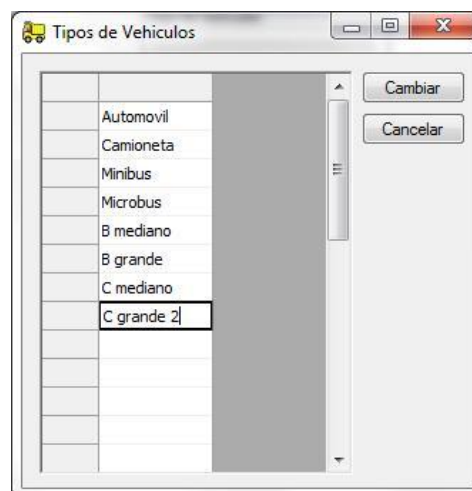 Tipos de Vehiculos
Cambiar
Cancelar
Automovil
Camioneta
Minibus
Microbus
B mediano
B grande
C mediano
C grande 2